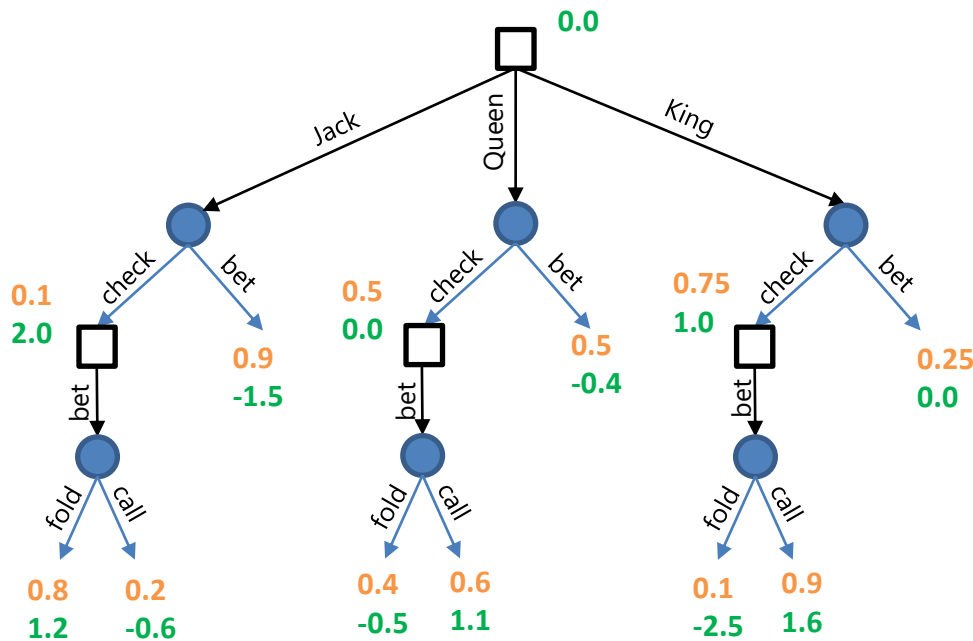 0.0
Jack
Queen
King
check
bet
check
bet
check
bet
0.1
2.0
0.9
-1.5
0.5
0.0
0.5
-0.4
0.75
1.0
0.25
0.0
bet
bet
bet
fold
call
fold
call
fold
call
0.8
0.2
0.4
0.6
0.1
0.9
1.2
-0.6
-0.5
1.1
-2.5
1.6